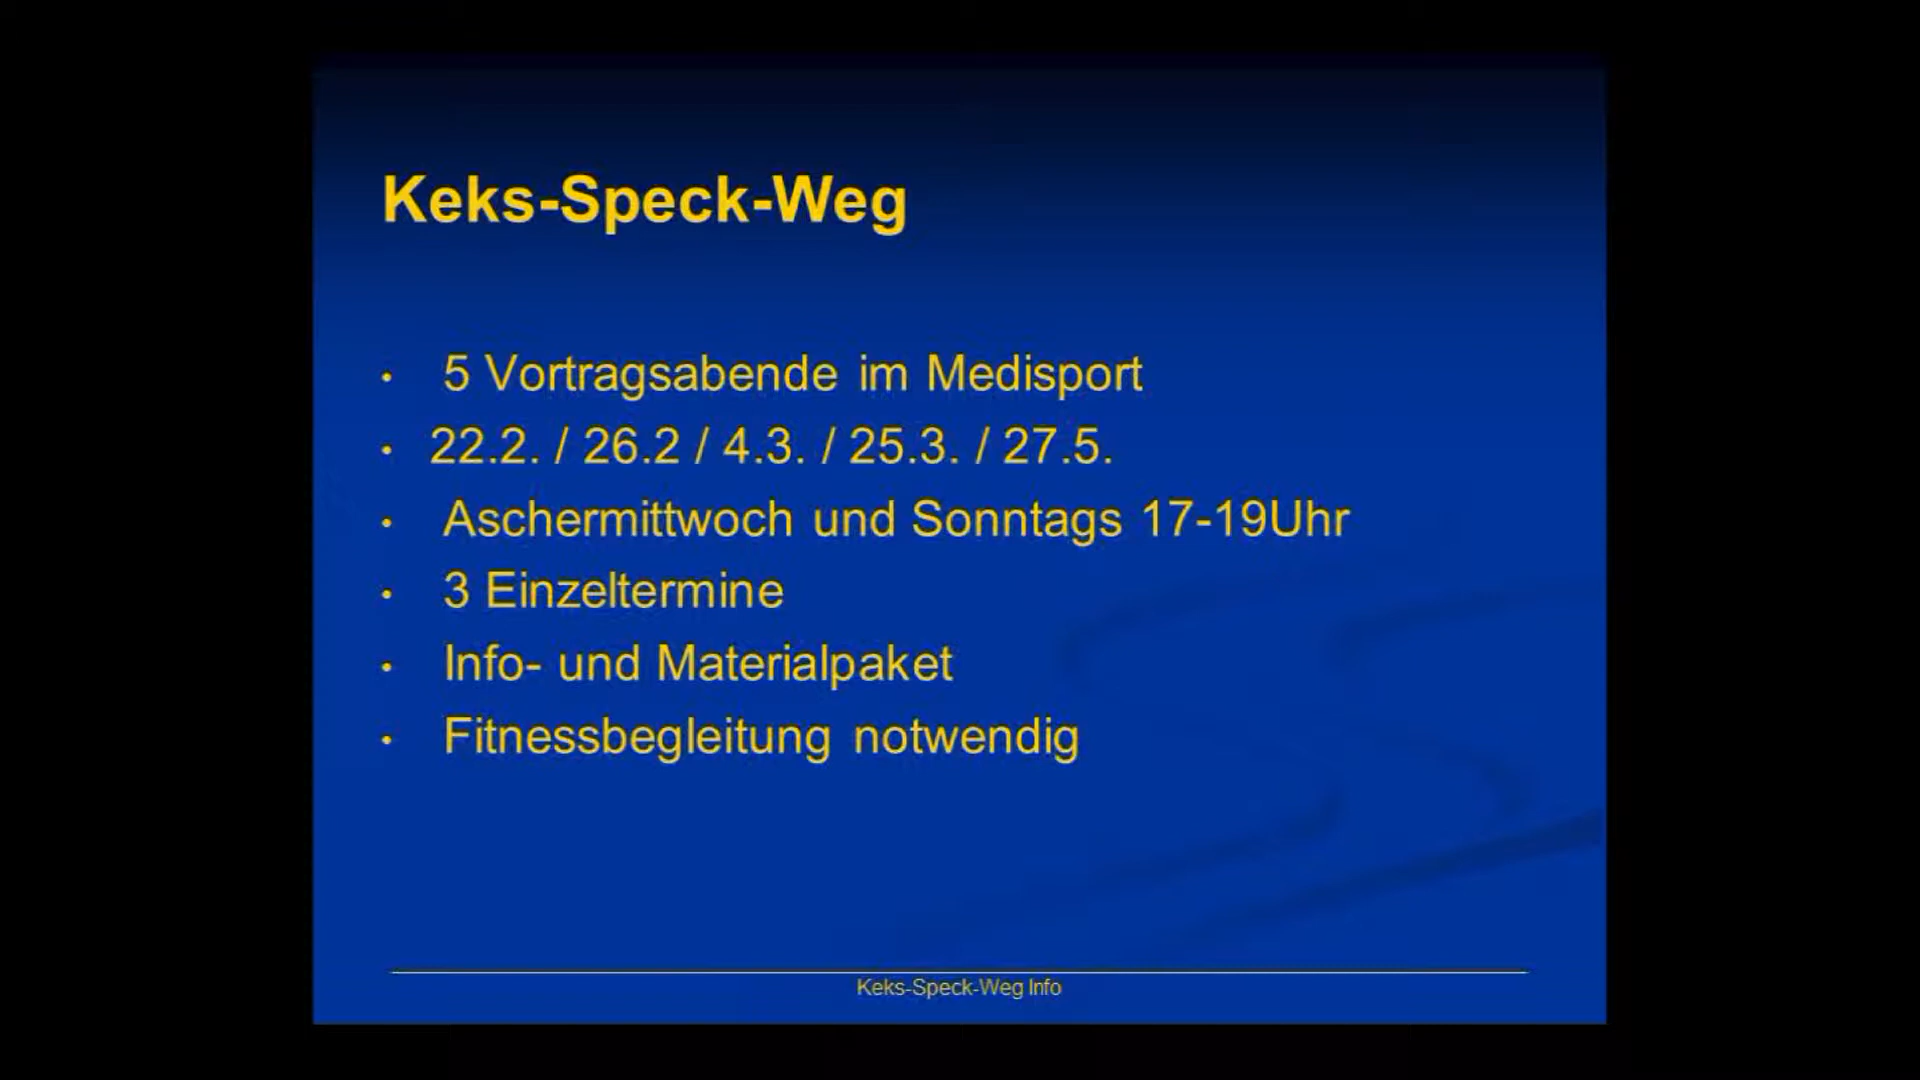 Keks-Speck-Weg
• 5 Vortragsabende im Medisport
• 22.2. / 26.2 / 4.3. / 25.3. / 27.5.
• Aschermittwoch und Sonntags 17-19Uhr
• 3 Einzeltermine
• Info- und Materialpaket
• Fitnessbegleitung notwendig
Keks-Speck-Weg Info